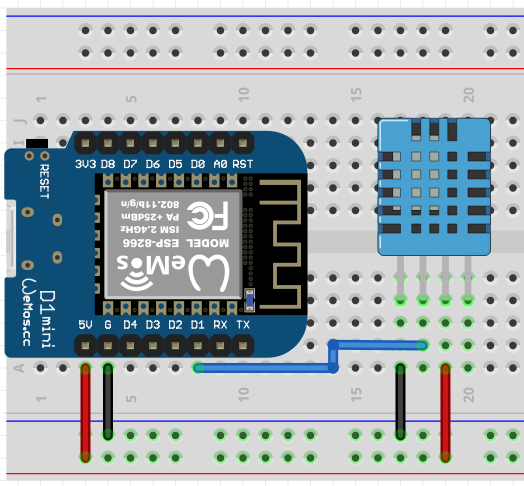 1 5 10 15 20
J
I
3V3 D8 D7 D6 D5 D0 A0 RST
RESET
MODEL ESP-8266
ISM 2.4GHz
PA +25dBm
802.11b/g/n
FC
WeMos
D1 mini
WeMos.cc
5V G D4 D3 D2 D1 RX TX
A
1 5 10 15 20